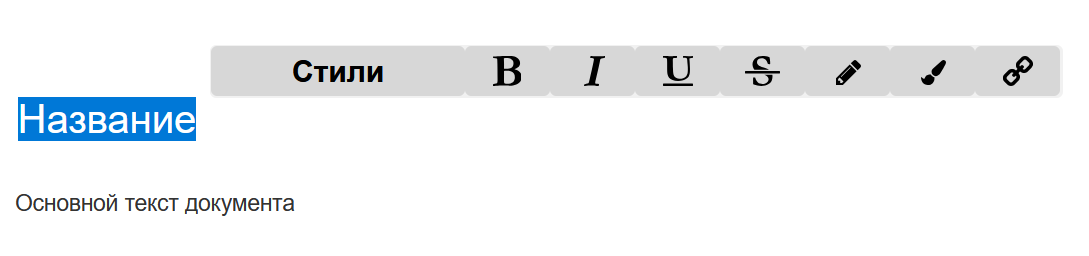 Стили B I U S
Название
Основной текст документа